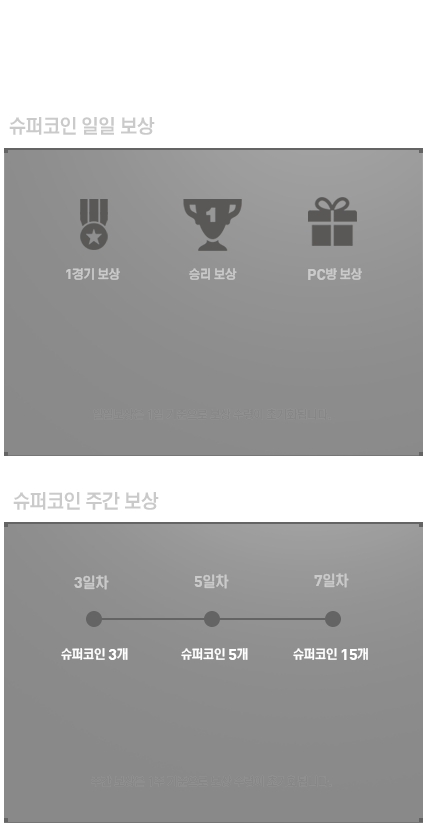 슈퍼코인 일일 보상
1
1경기 보상 승리 보상 PC방 보상
슈퍼코인 주간 보상
3일차 5일차 7일차
슈퍼코인 3개 슈퍼코인 5개 슈퍼코인 15개